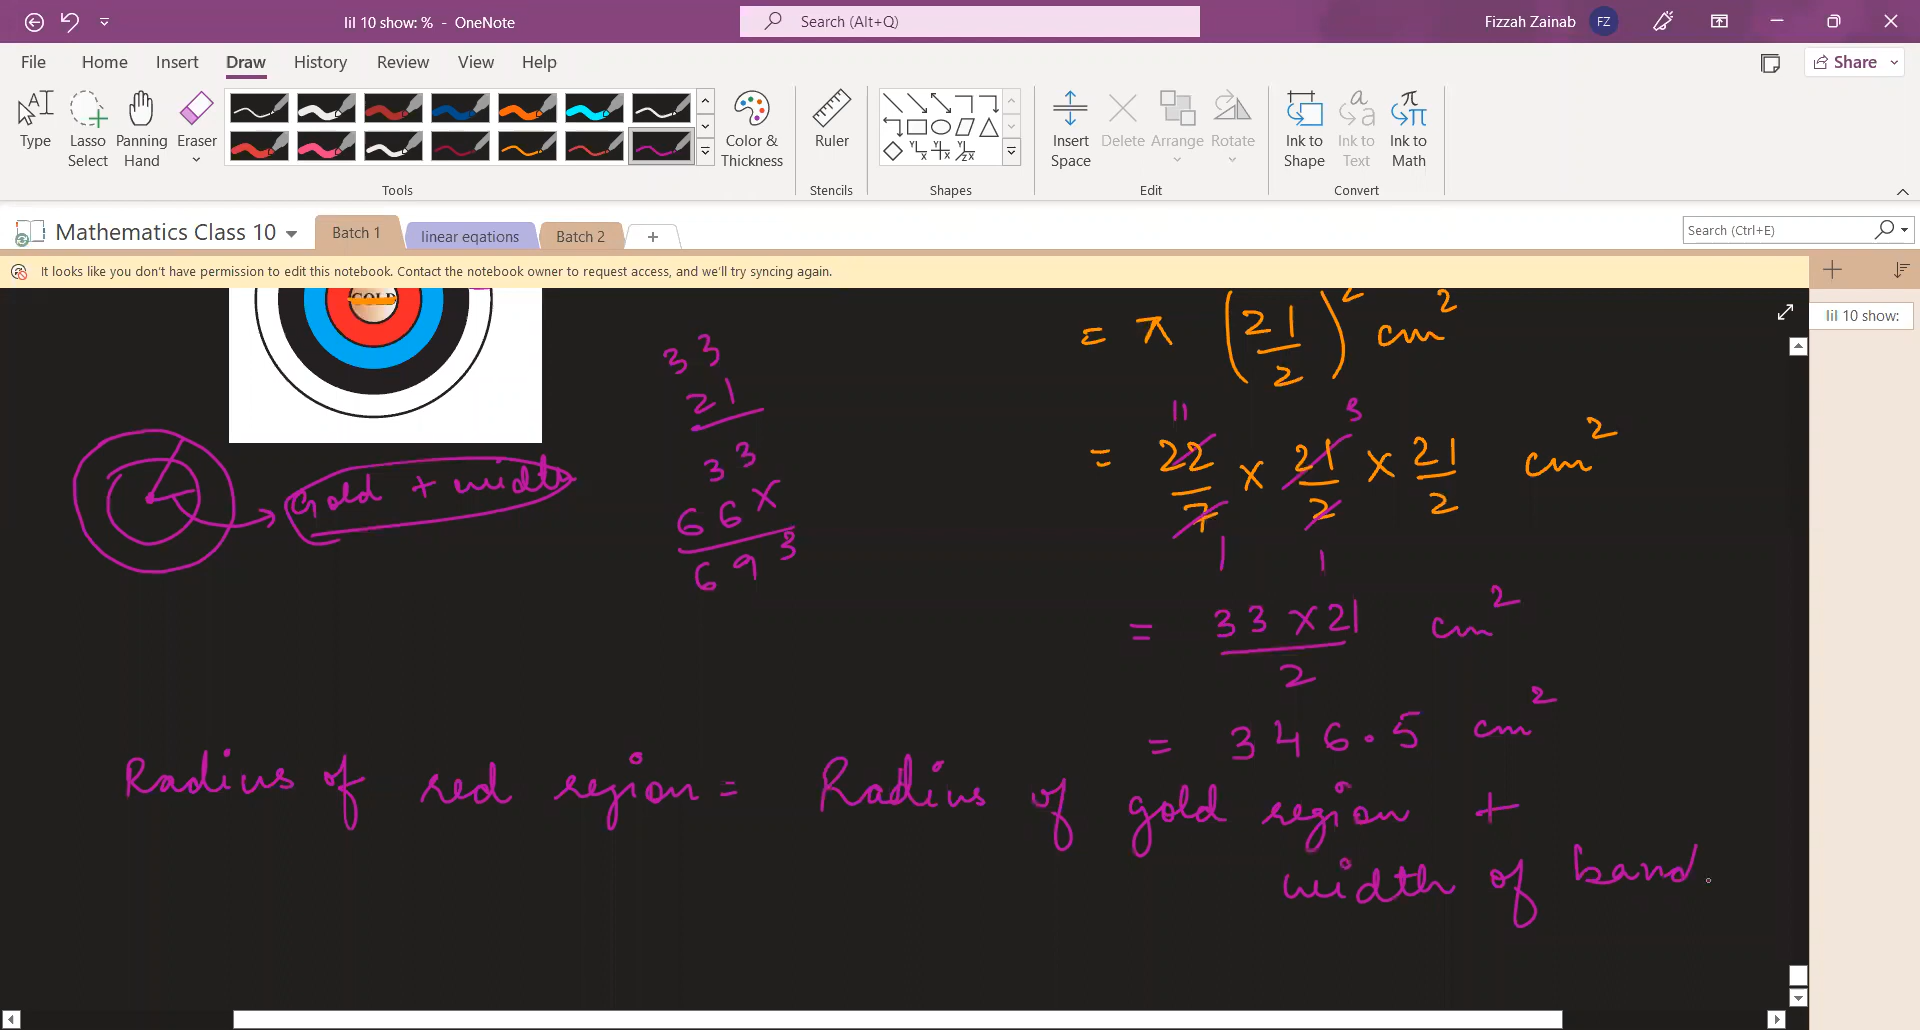 lil 10 show: % - OneNote
Search (Alt+Q)
Fizzah Zainab
FZ
File Home Insert Draw History Review View Help
Share
Type
Lasso Select
Panning Hand
Eraser
Color & Thickness
Ruler
Insert Space
Delete
Arrange
Rotate
Ink to Shape
Ink to Text
Ink to Math
Tools
Stencils
Shapes
Edit
Convert
Mathematics Class 10
Batch 1
linear eqations
Batch 2
Search (Ctrl+E)
It looks like you don't have permission to edit this notebook. Contact the notebook owner to request access, and we'll try syncing again.
lil 10 show:
GOLD
Gold + width
33
21
33
66x
693
= π (21/2)² cm²
11 3
= 22/7 x 21/2 x 21/2 cm²
1 1
= 33 x 21/2 cm²
= 346.5 cm²
Radius of red region = Radius of gold region +
width of band.